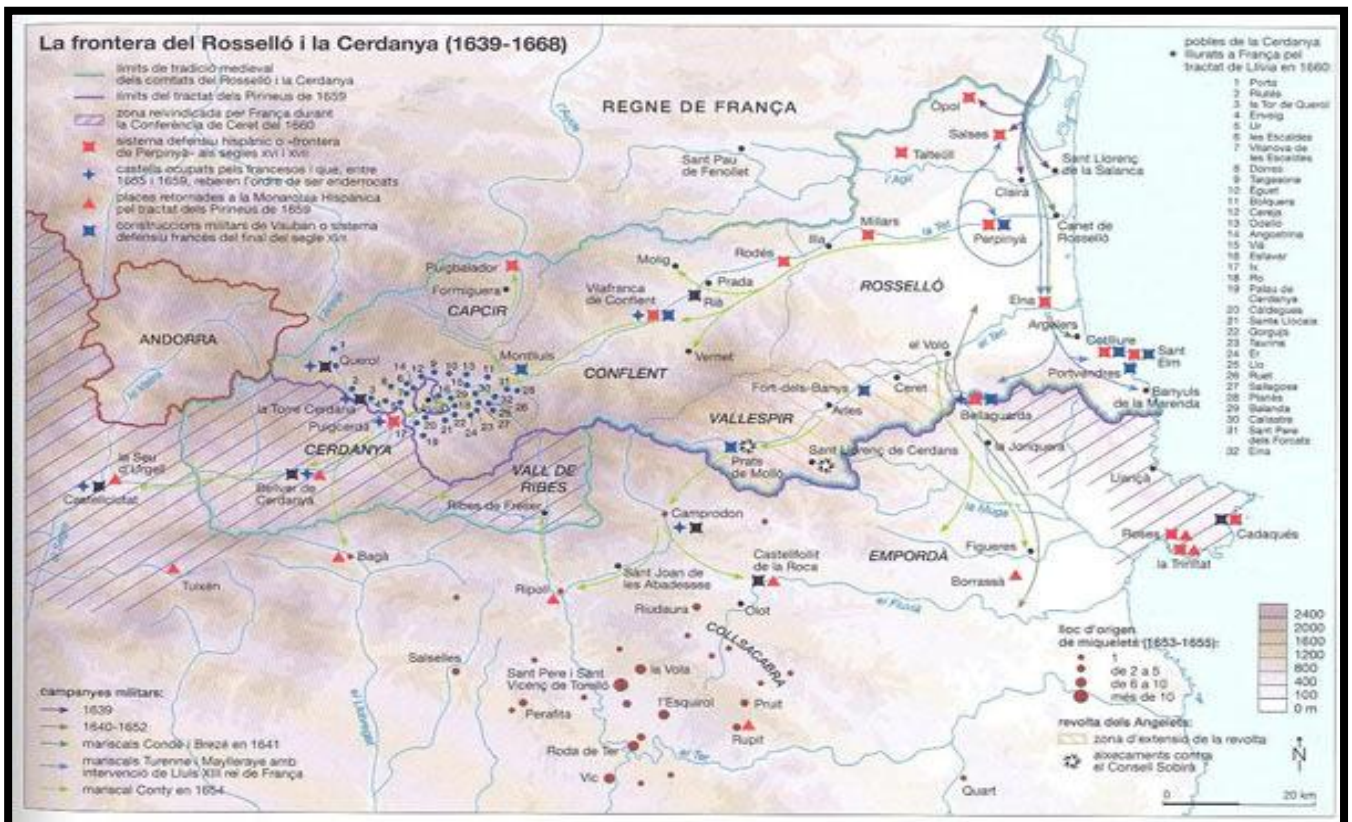 La frontera del Rosselló i la Cerdanya (1639-1668)
límits de tradició medieval
dels comtats del Rosselló i la Cerdanya
límits del tractat dels Pirineus de 1659
zona reivindicada per França durant
la Conferència de Ceret del 1660
sistema defensiu hispànic o «frontera
de Perpinyà» als segles XVI i XVII
castells ocupats pels francesos i que, entre
i 1659, reberen l'ordre de ser enderrocats
places retornades a la Monarquia Hispànica
pel tractat dels Pirineus de 1659
construccions militars de Vauban o sistema
defensiu francès del final del segle XVII
pobles de la Cerdanya
lliurats a França pel
tractat de Llívia en 1660:
1 Porta
2
3 la Tor de Querol
4 Enveig
5 Ur
6 les Escaldes
7 Vilanova de
les Escaldes
8 Dorres
9 Targasona
10 Eguet
11 Bolquera
12
13 Odello
14 Angostrina
15 Vià
16 Estavar
17 Ix
18 Ro
19 Palau de
Cerdanya
20 Càldegues
21 Santa Llocaia
22 Gorguja
23
24 Er
25 Llo
26
27 Sallagosa
28 Planès
29
30
31 Sant Pere
dels Forcats
32 Eina
REGNE DE FRANÇA
l'Aude
Òpol
Salses
Talteüll
Sant Pau
de Fenollet
l'Aglí
Clairà
Sant Llorenç
de la Salanca
Millars
la Tet
Perpinyà
Canet de
Rosselló
Illa
Rodés
Molig
Prada
Rià
Vilafranca
de Conflent
ROSSELLÓ
Puigbalador
Formiguera
CAPCIR
Elna
Argelers
el Tec
el Voló
Cotlliure
Sant
Elm
Portvendres
Banyuls
de la Marenda
ANDORRA
l'Arieja
la Valira
Querol
Montlluís
Vernet
CONFLENT
Fort-dels-Banys
Ceret
Arles
Bellaguarda
VALLESPIR
la Torre Cerdana
Puigcerdà
CERDANYA
Prats
de Molló
Sant Llorenç de Cerdans
la Jonquera
la Seu
d'Urgell
Castellciutat
Bellver de
Cerdanya
VALL DE
RIBES
Ribes de Freser
Llançà
la Muga
Camprodon
EMPORDÀ
Figueres
Roses
Cadaqués
la Trinitat
el Segre
Tuixén
Bagà
Castellfollit
de la Roca
Sant Joan de
les Abadesses
Ripoll
Borrassà
Riudaura
Olot
el Fluvià
COLLSACABRA
Salselles
Sant Pere i Sant
Vicenç de Torelló
la Vola
l'Esquirol
Perafita
Pruit
Rupit
el Llobregat
Roda de Ter
el Ter
Vic
Quart
campanyes militars:
1639
1640-1652
mariscals Condé i Brezé en 1641
mariscals Turenne i Maylleraye amb
intervenció de Lluís XIII rei de França
mariscal Conty en 1654
lloc d'origen
de miquelets (1653-1655):
1
de 2 a 5
de 6 a 10
més de 10
revolta dels Angelets:
zona d'extensió de la revolta
aixecaments contra
el Consell Sobirà
2400
2000
1600
1200
800
400
100
0 m
N
0 20 km